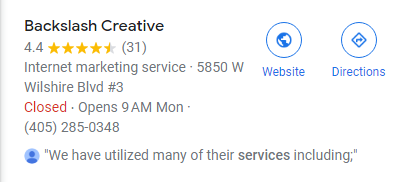 Backslash Creative
4.4 ★★★★★ (31)
Internet marketing service · 5850 W
Wilshire Blvd #3
Closed · Opens 9 AM Mon ·
(405) 285-0348
Website
Directions
"We have utilized many of their services including;"